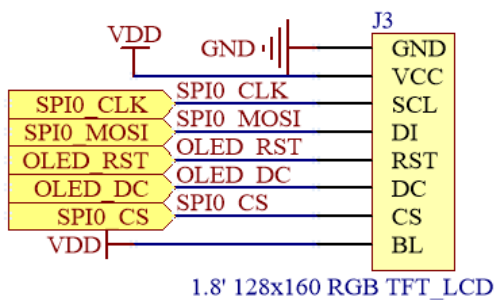 J3
VDD
GND
GND
VCC
SPI0_CLK
SPI0_CLK
SCL
SPI0_MOSI
SPI0_MOSI
DI
OLED_RST
OLED_RST
RST
OLED_DC
OLED_DC
DC
SPI0_CS
SPI0_CS
CS
VDD
BL
1.8' 128x160 RGB TFT_LCD